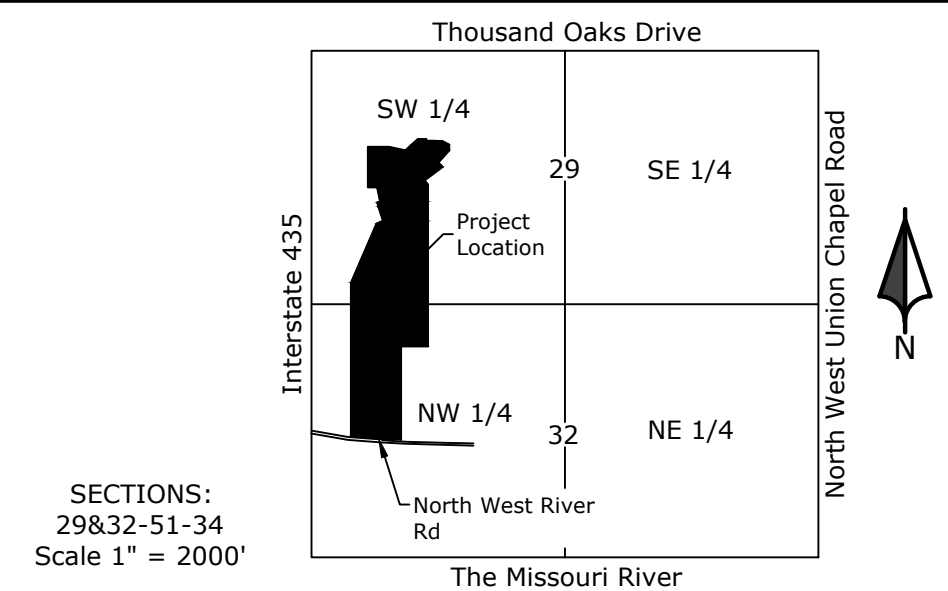 Thousand Oaks Drive
SW 1/4
29
SE 1/4
Project
Location
Interstate 435
North West Union Chapel Road
N
NW 1/4
32
NE 1/4
North West River
Rd
SECTIONS:
29&32-51-34
Scale 1" = 2000'
The Missouri River